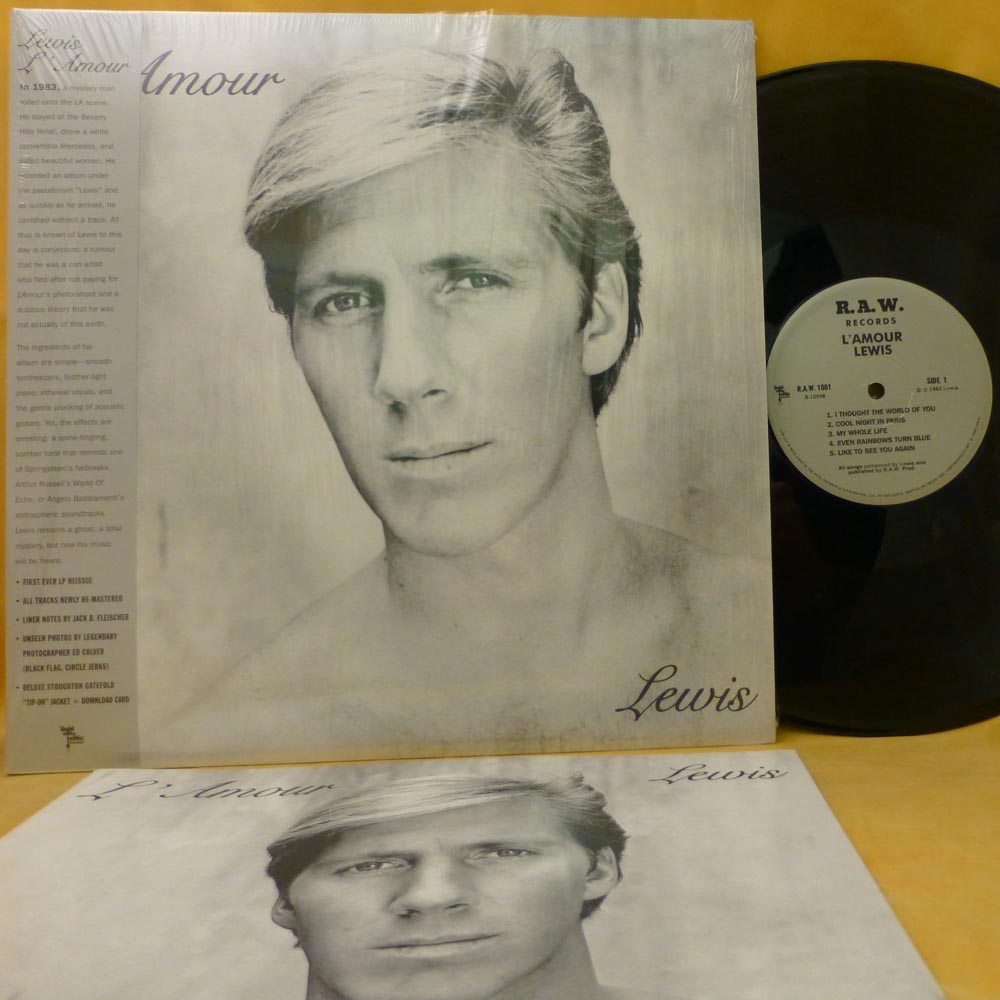 Lewis
L'Amour
In 1983, a mystery man
rolled onto the LA scene.
He stayed at the Beverly
Hills Hotel, drove a white
convertible Mercedes, and
dated beautiful women. He
recorded an album under
the pseudonym "Lewis" and
as quickly as he arrived, he
vanished without a trace. All
that is known of Lewis to this
day is conjecture; a rumour
that he was a con artist
who fled after not paying for
L'Amour's photo-shoot and a
dubious theory that he was
not actually of this earth.
The ingredients of his
album are simple—smooth
synthesizers, feather-light
piano, ethereal vocals, and
the gentle plucking of acoustic
guitars. Yet, the effects are
arresting: a spine-tingling,
somber tone that reminds one
of Springsteen's Nebraska,
Arthur Russell's World Of
Echo, or Angelo Badalamenti's
atmospheric soundtracks.
Lewis remains a ghost, a total
mystery, but now his music
will be heard.
• FIRST EVER LP REISSUE
• ALL TRACKS NEWLY RE-MASTERED
• LINER NOTES BY JACK D. FLEISCHER
• UNSEEN PHOTOS BY LEGENDARY
PHOTOGRAPHER ED COLVER
(BLACK FLAG, CIRCLE JERKS)
• DELUXE STOUGHTON GATEFOLD
"TIP-ON" JACKET + DOWNLOAD CARD
Amour
Lewis
R.A.W.
RECORDS
L'AMOUR
LEWIS
R.A.W. 1001
SIDE 1
℗ © 1983 Lewis
1. I THOUGHT THE WORLD OF YOU
2. COOL NIGHT IN PARIS
3. MY WHOLE LIFE
4. EVEN RAINBOWS TURN BLUE
5. LIKE TO SEE YOU AGAIN
All songs composed by Lewis and
published by R.A.W. Prod.
L'Amour
Lewis